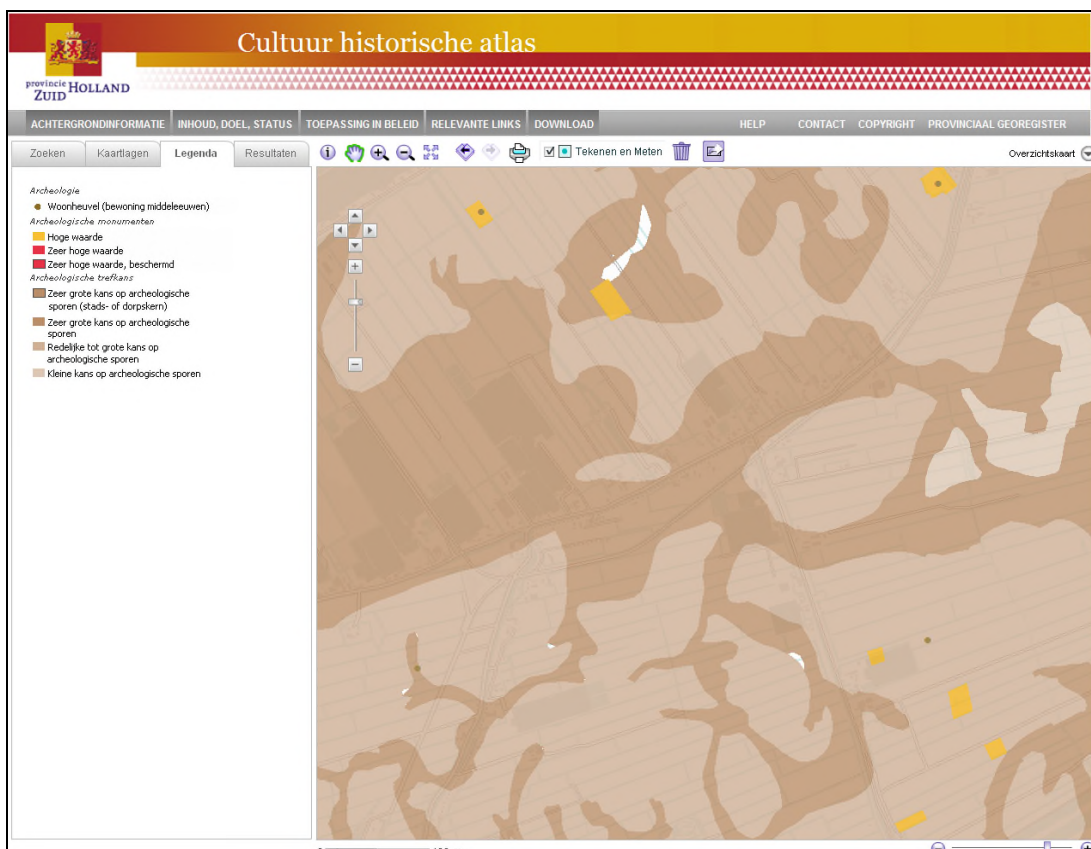 Cultuur historische atlas
provincie HOLLAND
ZUID
ACHTERGRONDINFORMATIE INHOUD, DOEL, STATUS TOEPASSING IN BELEID RELEVANTE LINKS DOWNLOAD HELP CONTACT COPYRIGHT PROVINCIAAL GEOREGISTER
Zoeken Kaartlagen Legenda Resultaten Tekenen en Meten Overzichtskaart
Archeologie
Woonheuvel (bewoning middeleeuwen)
Archeologische monumenten
Hoge waarde
Zeer hoge waarde
Zeer hoge waarde, beschermd
Archeologische trefkans
Zeer grote kans op archeologische
sporen (stads- of dorpskern)
Zeer grote kans op archeologische
sporen
Redelijke tot grote kans op
archeologische sporen
Kleine kans op archeologische sporen